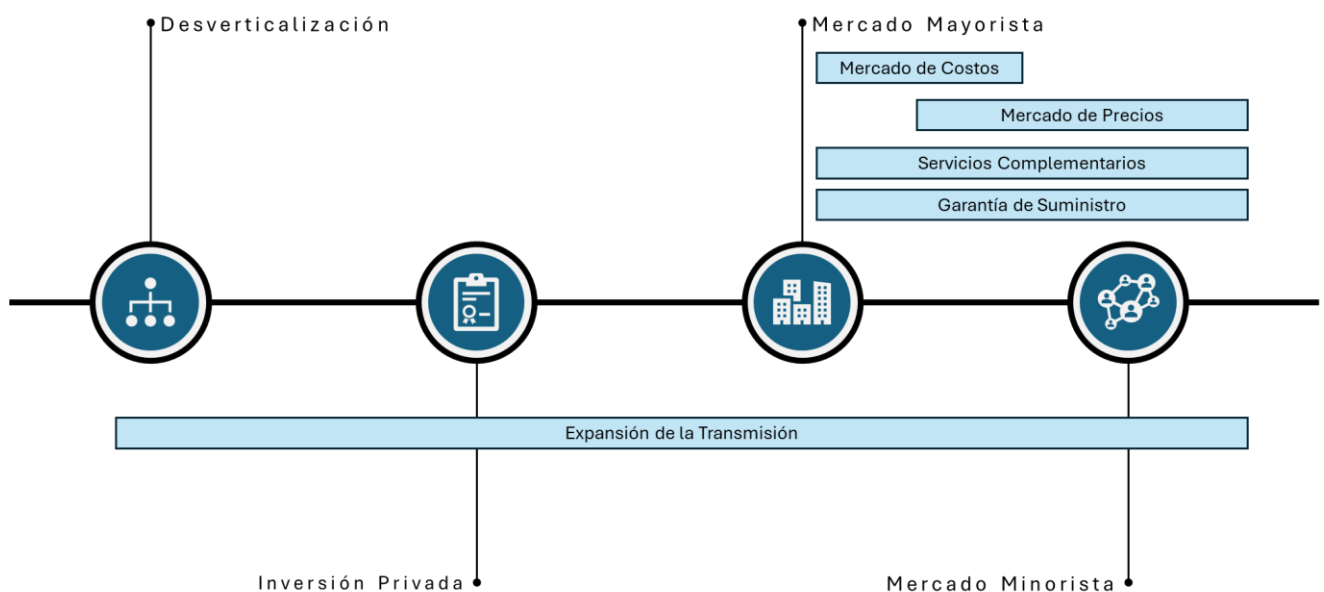 Desverticalización
Mercado Mayorista
Mercado de Costos
Mercado de Precios
Servicios Complementarios
Garantía de Suministro
Expansión de la Transmisión
Inversión Privada
Mercado Minorista